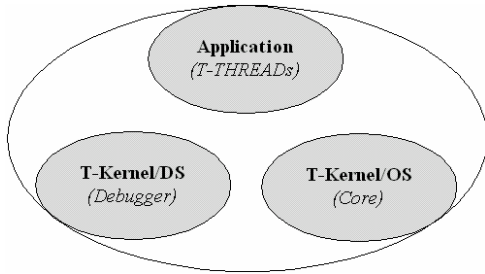 Application
(T-THREADs)
T-Kernel/DS
(Debugger)
T-Kernel/OS
(Core)